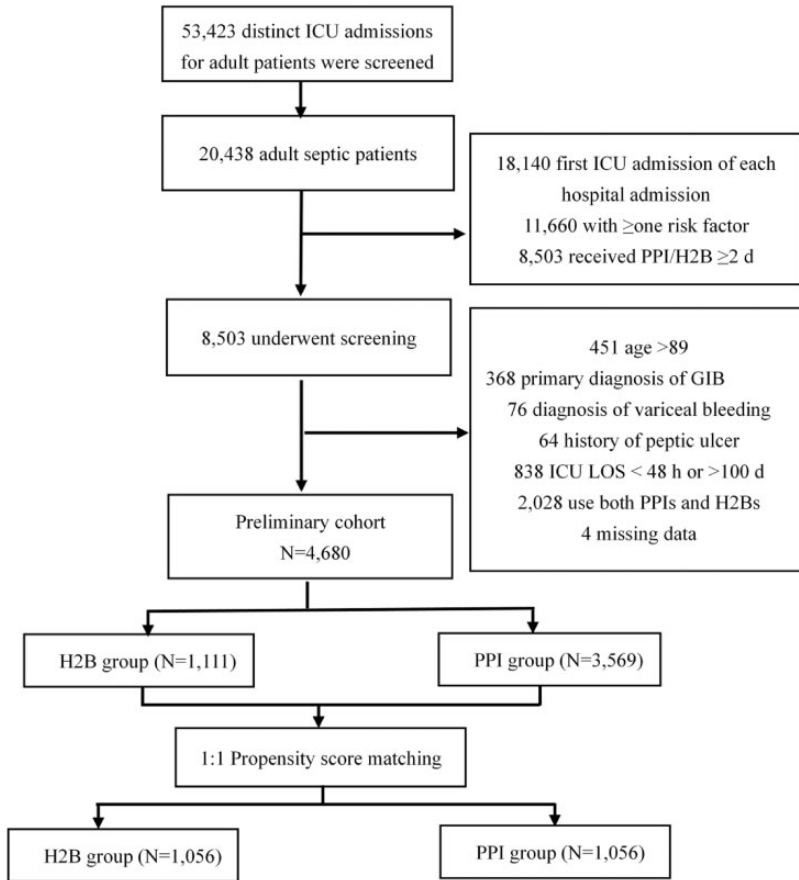 53,423 distinct ICU admissions
for adult patients were screened
20,438 adult septic patients
18,140 first ICU admission of each
hospital admission
11,660 with ≥one risk factor
8,503 received PPI/H2B ≥2 d
8,503 underwent screening
451 age >89
368 primary diagnosis of GIB
76 diagnosis of variceal bleeding
64 history of peptic ulcer
838 ICU LOS < 48 h or >100 d
2,028 use both PPIs and H2Bs
4 missing data
Preliminary cohort
N=4,680
H2B group (N=1,111)
PPI group (N=3,569)
1:1 Propensity score matching
H2B group (N=1,056)
PPI group (N=1,056)